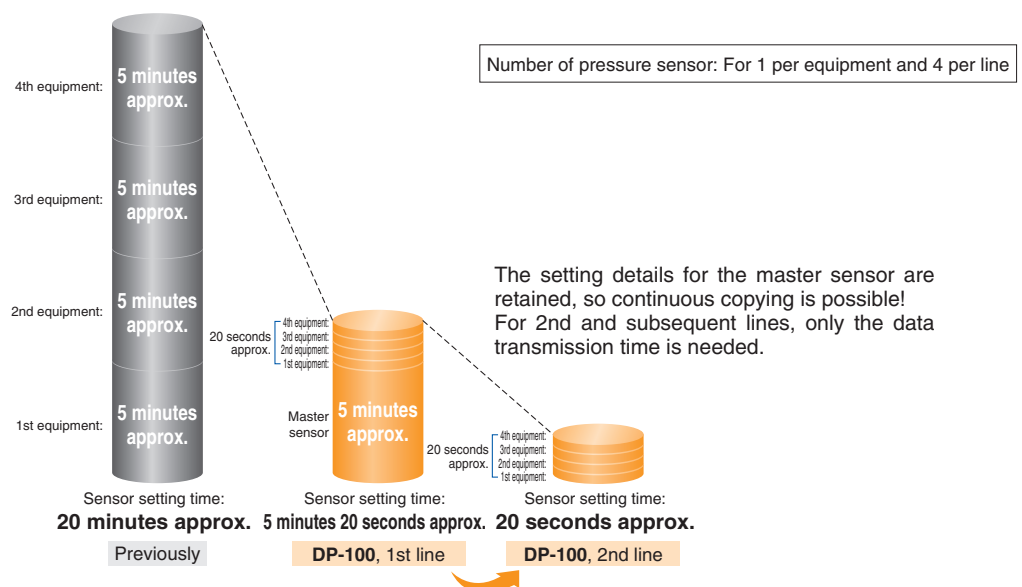 Number of pressure sensor: For 1 per equipment and 4 per line
4th equipment:
5 minutes
approx.
3rd equipment:
5 minutes
approx.
2nd equipment:
5 minutes
approx.
1st equipment:
5 minutes
approx.
The setting details for the master sensor are
retained, so continuous copying is possible!
For 2nd and subsequent lines, only the data
transmission time is needed.
20 seconds
approx.
4th equipment:
3rd equipment:
2nd equipment:
1st equipment:
Master
sensor
5 minutes
approx.
20 seconds
approx.
4th equipment:
3rd equipment:
2nd equipment:
1st equipment:
Sensor setting time:
20 minutes approx.
Previously
Sensor setting time:
5 minutes 20 seconds approx.
DP-100, 1st line
Sensor setting time:
20 seconds approx.
DP-100, 2nd line